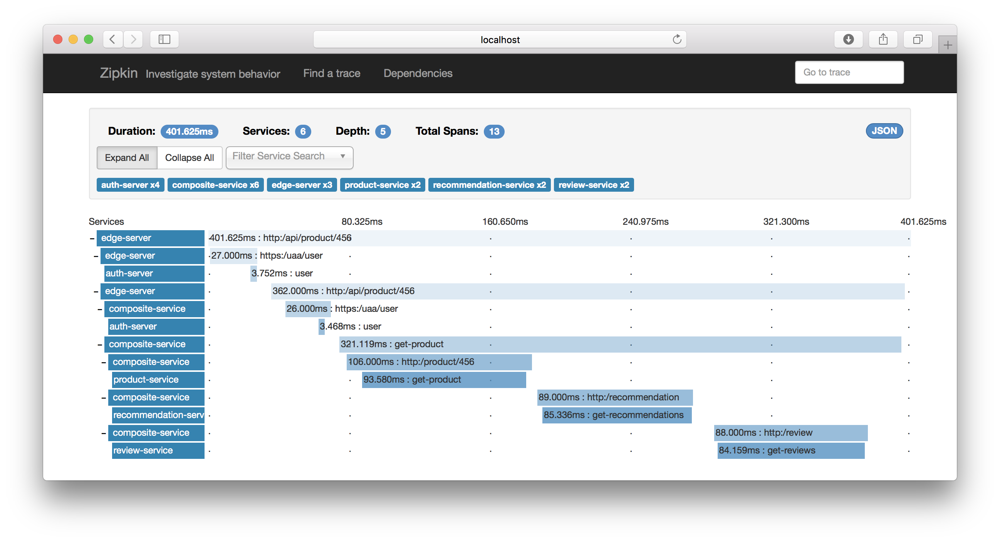 localhost
Zipkin Investigate system behavior Find a trace Dependencies Go to trace
Duration: 401.625ms Services: 6 Depth: 5 Total Spans: 13 JSON
Expand All Collapse All Filter Service Search
auth-server x4 composite-service x6 edge-server x3 product-service x2 recommendation-service x2 review-service x2
Services 80.325ms 160.650ms 240.975ms 321.300ms 401.625ms
edge-server 401.625ms : http:/api/product/456
edge-server 27.000ms : https:/uaa/user
auth-server 3.752ms : user
edge-server 362.000ms : http:/api/product/456
composite-service 26.000ms : https:/uaa/user
auth-server 3.468ms : user
composite-service 321.119ms : get-product
composite-service 106.000ms : http:/product/456
product-service 93.580ms : get-product
composite-service 89.000ms : http:/recommendation
recommendation-serv 85.336ms : get-recommendations
composite-service 88.000ms : http:/review
review-service 84.159ms : get-reviews